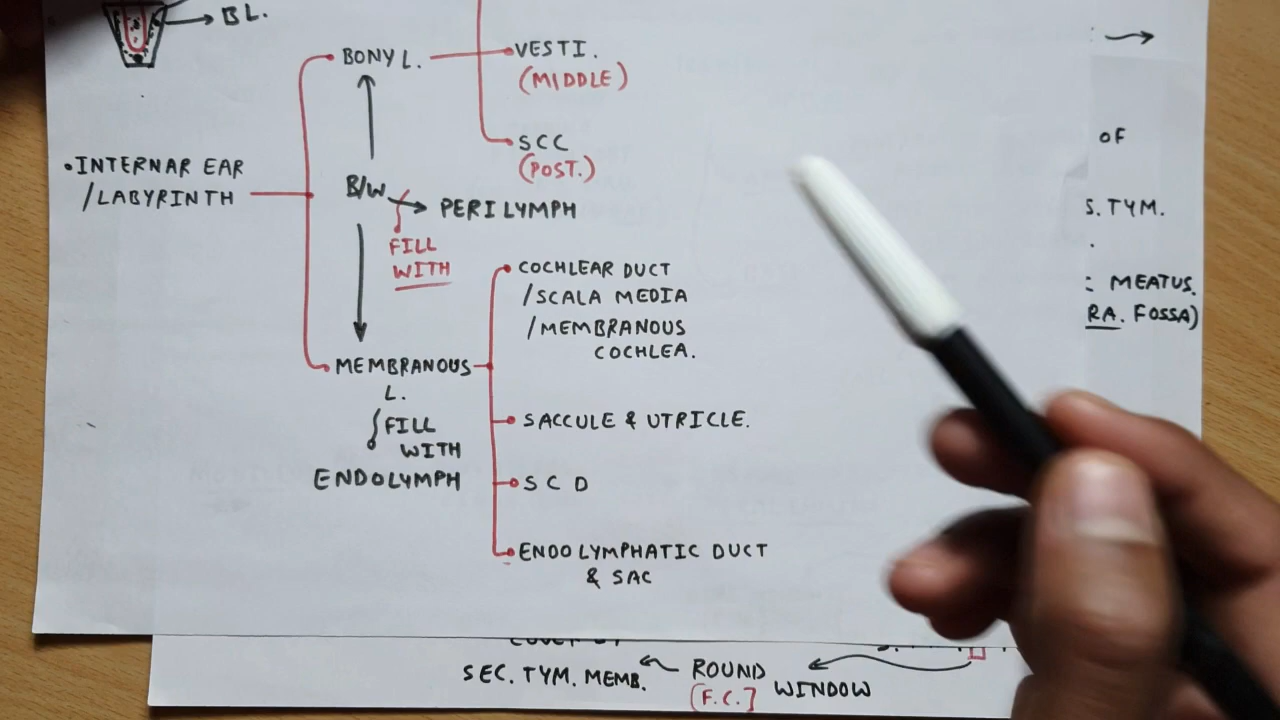 BL.
BONY L.
VESTI.
(MIDDLE)
SCC
(POST.)
•INTERNAR EAR
/LABYRINTH
B/W
PERILYMPH
FILL
WITH
MEMBRANOUS
L.
FILL
WITH
ENDOLYMPH
COCHLEAR DUCT
/SCALA MEDIA
/MEMBRANOUS
COCHLEA.
SACCULE & UTRICLE.
S C D
ENDOLYMPHATIC DUCT
& SAC
OF
S.TYM.
: MEATUS.
RA. FOSSA)
SEC. TYM. MEMB.
ROUND
WINDOW
[F.C.]